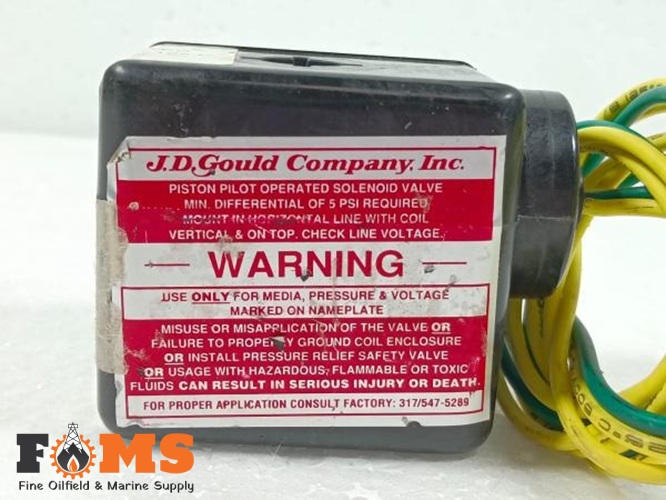 J.D. Gould Company, Inc.
PISTON PILOT OPERATED SOLENOID VALVE
MIN. DIFFERENTIAL OF 5 PSI REQUIRED
MOUNT IN HORIZONTAL LINE WITH COIL
VERTICAL & ON TOP. CHECK LINE VOLTAGE.
— WARNING —
USE ONLY FOR MEDIA, PRESSURE & VOLTAGE
MARKED ON NAMEPLATE
MISUSE OR MISAPPLICATION OF THE VALVE OR
FAILURE TO PROPERLY GROUND COIL ENCLOSURE
OR INSTALL PRESSURE RELIEF SAFETY VALVE
OR USAGE WITH HAZARDOUS, FLAMMABLE OR TOXIC
FLUIDS CAN RESULT IN SERIOUS INJURY OR DEATH.
FOR PROPER APPLICATION CONSULT FACTORY: 317/547-5289
FOMS
Fine Oilfield & Marine Supply